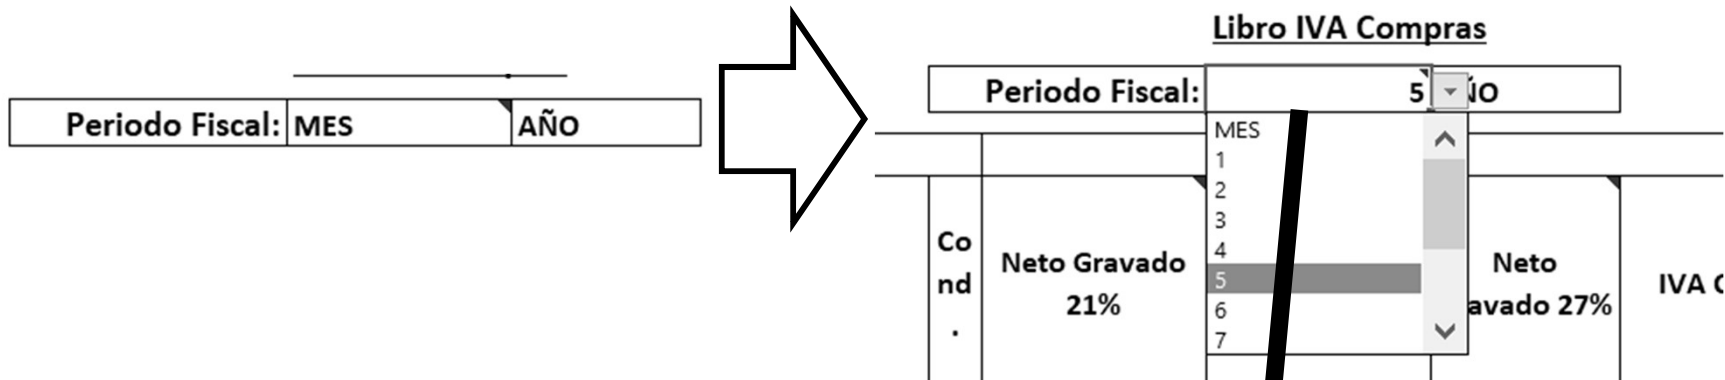 Periodo Fiscal: MES AÑO
Libro IVA Compras
Periodo Fiscal: 5 ÑO
MES
1
2
3
4
5
6
7
Co
nd
.
Neto Gravado
21%
Neto
avado 27%
IVA C